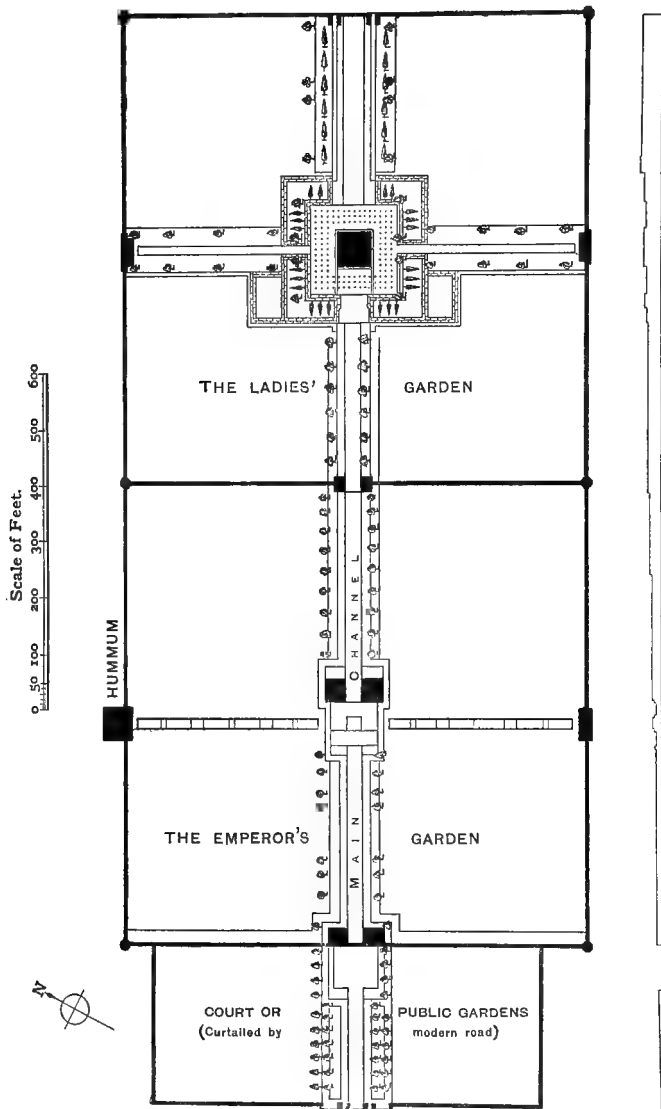 THE LADIES' GARDEN
600
500
400
300
200
100
50
0
Scale of Feet.
HUMMUM
CHANNEL
THE EMPEROR'S GARDEN
MAIN
N
COURT OR PUBLIC GARDENS
(Curtailed by modern road)